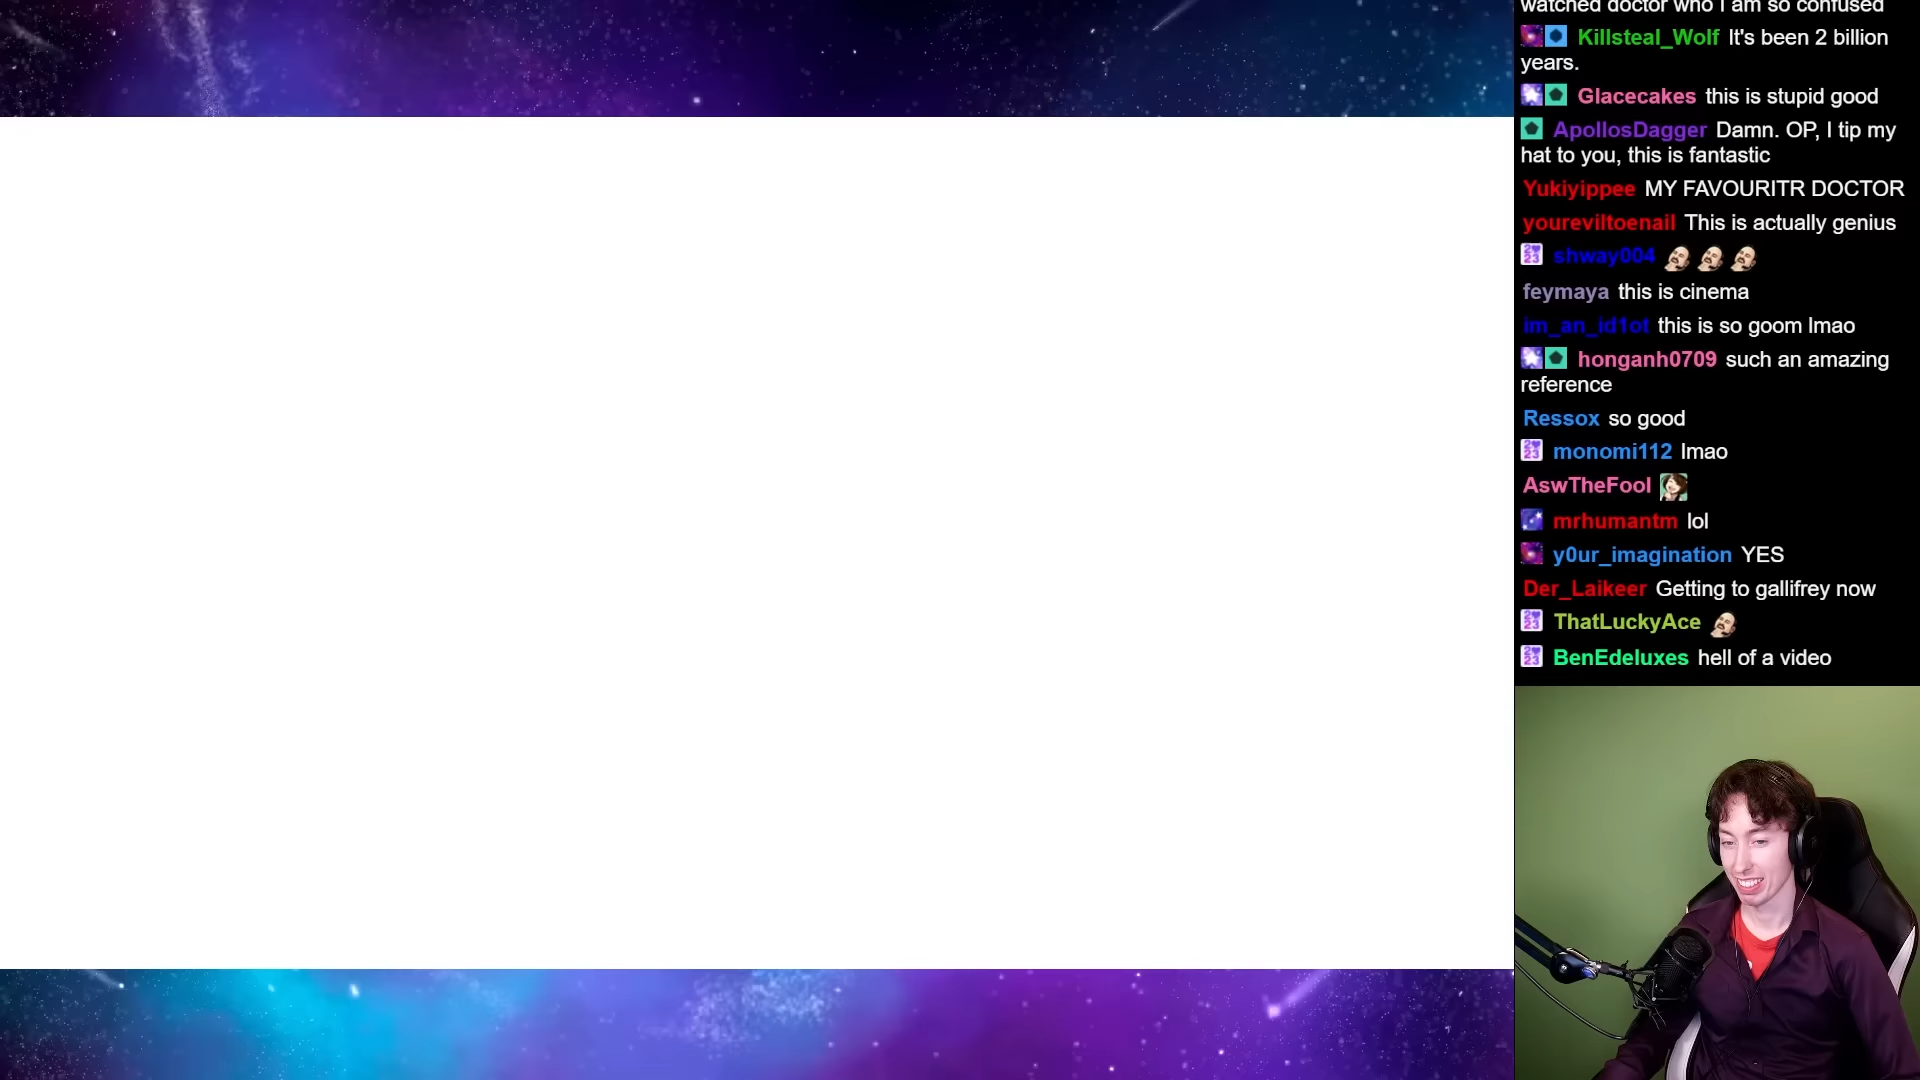 watched doctor who I am so confused
Killsteal_Wolf It's been 2 billion
years.
Glacecakes this is stupid good
ApollosDagger Damn. OP, I tip my
hat to you, this is fantastic
Yukiyippee MY FAVOURITR DOCTOR
youreviltoenail This is actually genius
shway004
feymaya this is cinema
im_an_id1ot this is so goom lmao
honganh0709 such an amazing
reference
Ressox so good
monomi112 lmao
AswTheFool
mrhumantm lol
y0ur_imagination YES
Der_Laikeer Getting to gallifrey now
ThatLuckyAce
BenEdeluxes hell of a video